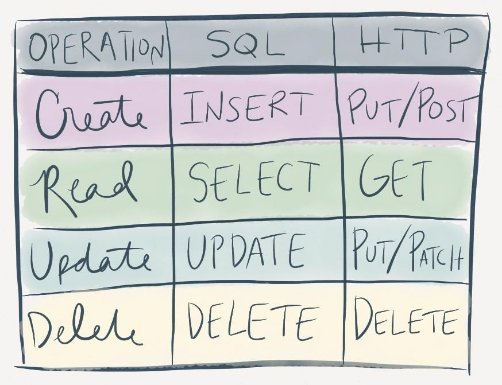 OPERATION SQL HTTP
Create INSERT PUT/POST
Read SELECT GET
Update UPDATE PUT/PATCH
Delete DELETE DELETE